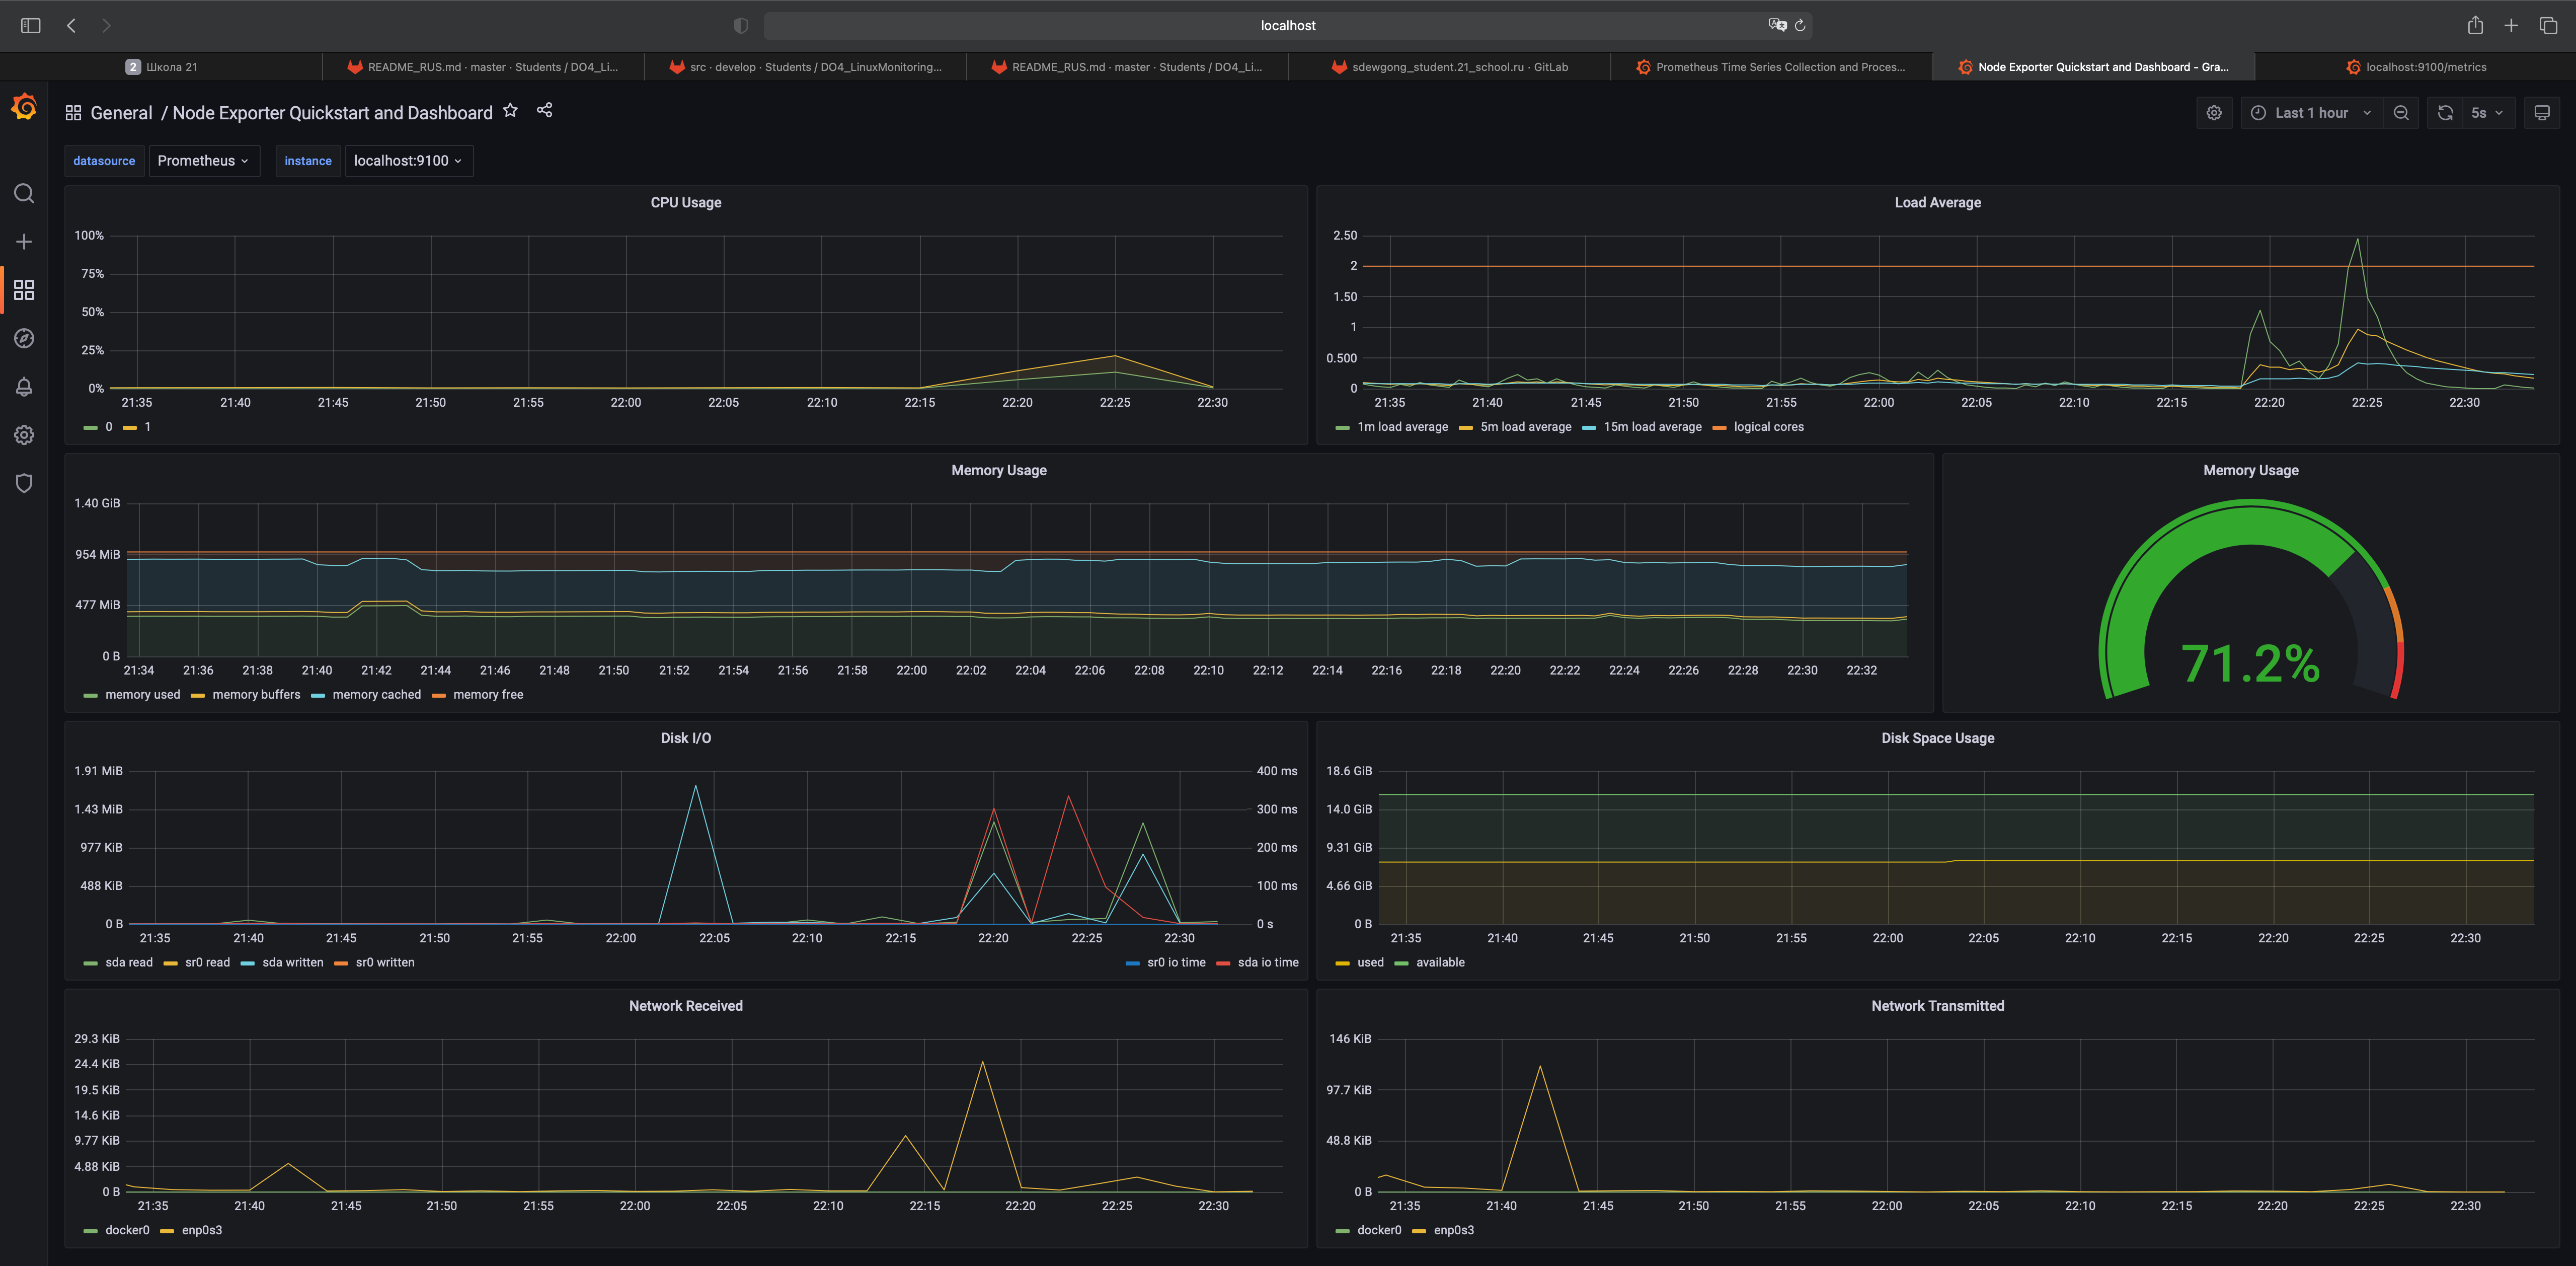 localhost
2 Школа 21
README_RUS.md · master · Students / DO4_Li...
src · develop · Students / DO4_LinuxMonitoring...
README_RUS.md · master · Students / DO4_Li...
sdewgong_student.21_school.ru · GitLab
Prometheus Time Series Collection and Proces...
Node Exporter Quickstart and Dashboard - Gra...
localhost:9100/metrics
General / Node Exporter Quickstart and Dashboard
Last 1 hour
5s
datasource Prometheus instance localhost:9100
CPU Usage
100%
75%
50%
25%
0%
21:35 21:40 21:45 21:50 21:55 22:00 22:05 22:10 22:15 22:20 22:25 22:30
0 1
Load Average
2.50
2
1.50
1
0.500
0
21:35 21:40 21:45 21:50 21:55 22:00 22:05 22:10 22:15 22:20 22:25 22:30
1m load average 5m load average 15m load average logical cores
Memory Usage
1.40 GiB
954 MiB
477 MiB
0 B
21:34 21:36 21:38 21:40 21:42 21:44 21:46 21:48 21:50 21:52 21:54 21:56 21:58 22:00 22:02 22:04 22:06 22:08 22:10 22:12 22:14 22:16 22:18 22:20 22:22 22:24 22:26 22:28 22:30 22:32
memory used memory buffers memory cached memory free
Memory Usage
71.2%
Disk I/O
1.91 MiB
1.43 MiB
977 KiB
488 KiB
0 B
400 ms
300 ms
200 ms
100 ms
0 s
21:35 21:40 21:45 21:50 21:55 22:00 22:05 22:10 22:15 22:20 22:25 22:30
sda read sr0 read sda written sr0 written sr0 io time sda io time
Disk Space Usage
18.6 GiB
14.0 GiB
9.31 GiB
4.66 GiB
0 B
21:35 21:40 21:45 21:50 21:55 22:00 22:05 22:10 22:15 22:20 22:25 22:30
used available
Network Received
29.3 KiB
24.4 KiB
19.5 KiB
14.6 KiB
9.77 KiB
4.88 KiB
0 B
21:35 21:40 21:45 21:50 21:55 22:00 22:05 22:10 22:15 22:20 22:25 22:30
docker0 enp0s3
Network Transmitted
146 KiB
97.7 KiB
48.8 KiB
0 B
21:35 21:40 21:45 21:50 21:55 22:00 22:05 22:10 22:15 22:20 22:25 22:30
docker0 enp0s3